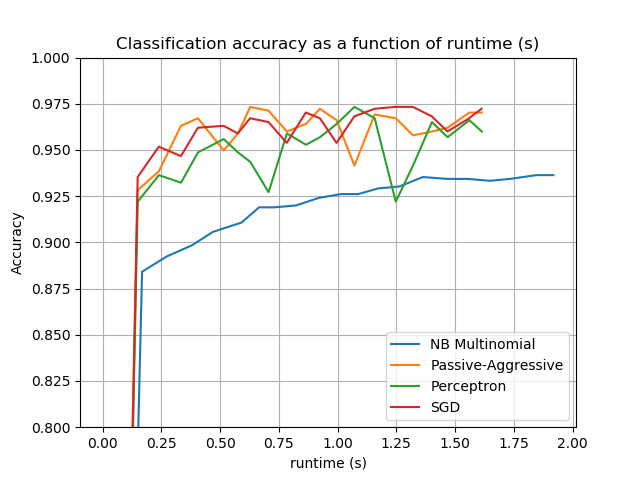 Classification accuracy as a function of runtime (s)
1.000
0.975
0.950
0.925
0.900
0.875
0.850
0.825
0.800
Accuracy
NB Multinomial
Passive-Aggressive
Perceptron
SGD
0.00 0.25 0.50 0.75 1.00 1.25 1.50 1.75 2.00
runtime (s)